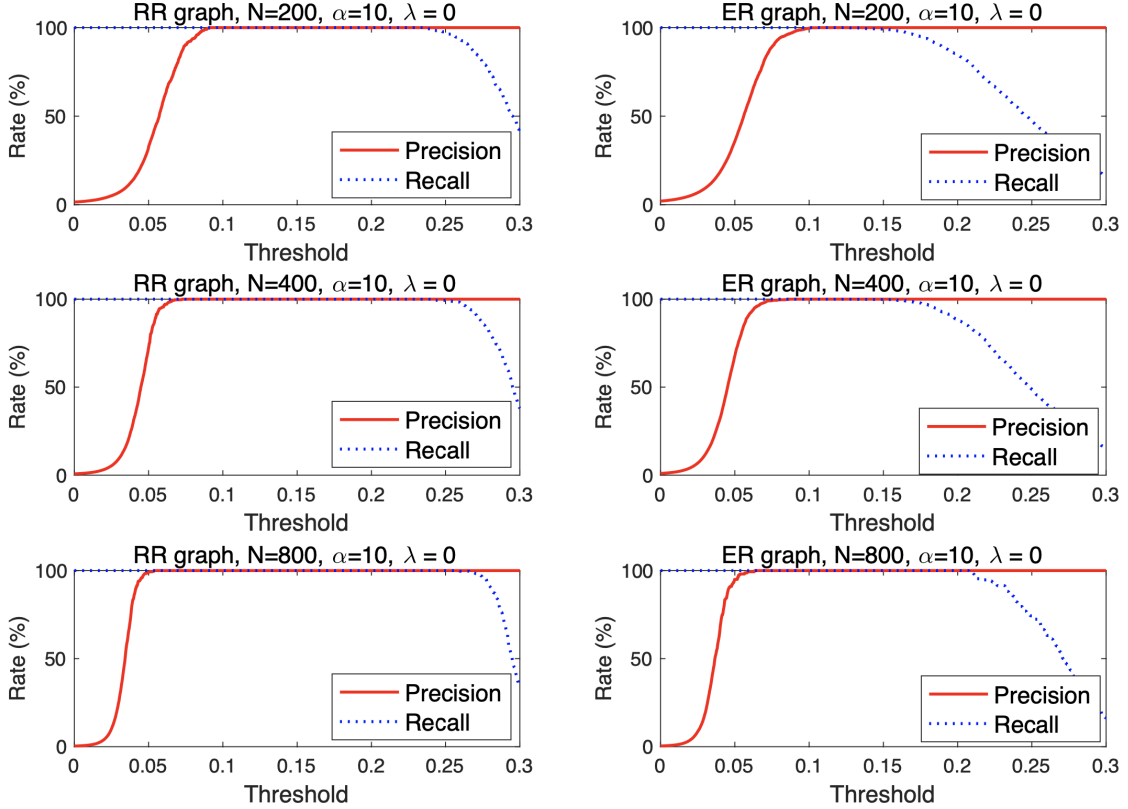 RR graph, N=200, α=10, λ = 0
Rate (%)
100
50
0
0 0.05 0.1 0.15 0.2 0.25 0.3
Threshold
Precision
Recall
ER graph, N=200, α=10, λ = 0
Rate (%)
100
50
0
0 0.05 0.1 0.15 0.2 0.25 0.3
Threshold
Precision
Recall
RR graph, N=400, α=10, λ = 0
Rate (%)
100
50
0
0 0.05 0.1 0.15 0.2 0.25 0.3
Threshold
Precision
Recall
ER graph, N=400, α=10, λ = 0
Rate (%)
100
50
0
0 0.05 0.1 0.15 0.2 0.25 0.3
Threshold
Precision
Recall
RR graph, N=800, α=10, λ = 0
Rate (%)
100
50
0
0 0.05 0.1 0.15 0.2 0.25 0.3
Threshold
Precision
Recall
ER graph, N=800, α=10, λ = 0
Rate (%)
100
50
0
0 0.05 0.1 0.15 0.2 0.25 0.3
Threshold
Precision
Recall